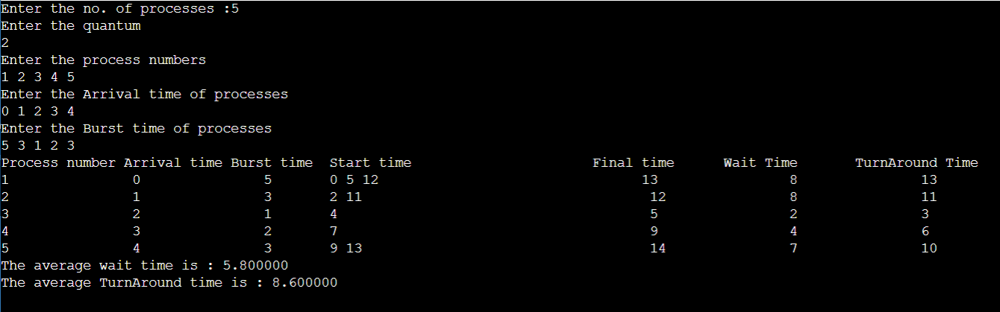 Enter the no. of processes :5
Enter the quantum
2
Enter the process numbers
1 2 3 4 5
Enter the Arrival time of processes
0 1 2 3 4
Enter the Burst time of processes
5 3 1 2 3
Process number Arrival time Burst time  Start time                      Final time      Wait Time       TurnAround Time
1               0               5       0 5 12                                13                8               13
2               1               3       2 11                                   12               8               11
3               2               1       4                                      5                2               3
4               3               2       7                                      9                4               6
5               4               3       9 13                                   14               7               10
The average wait time is : 5.800000
The average TurnAround time is : 8.600000